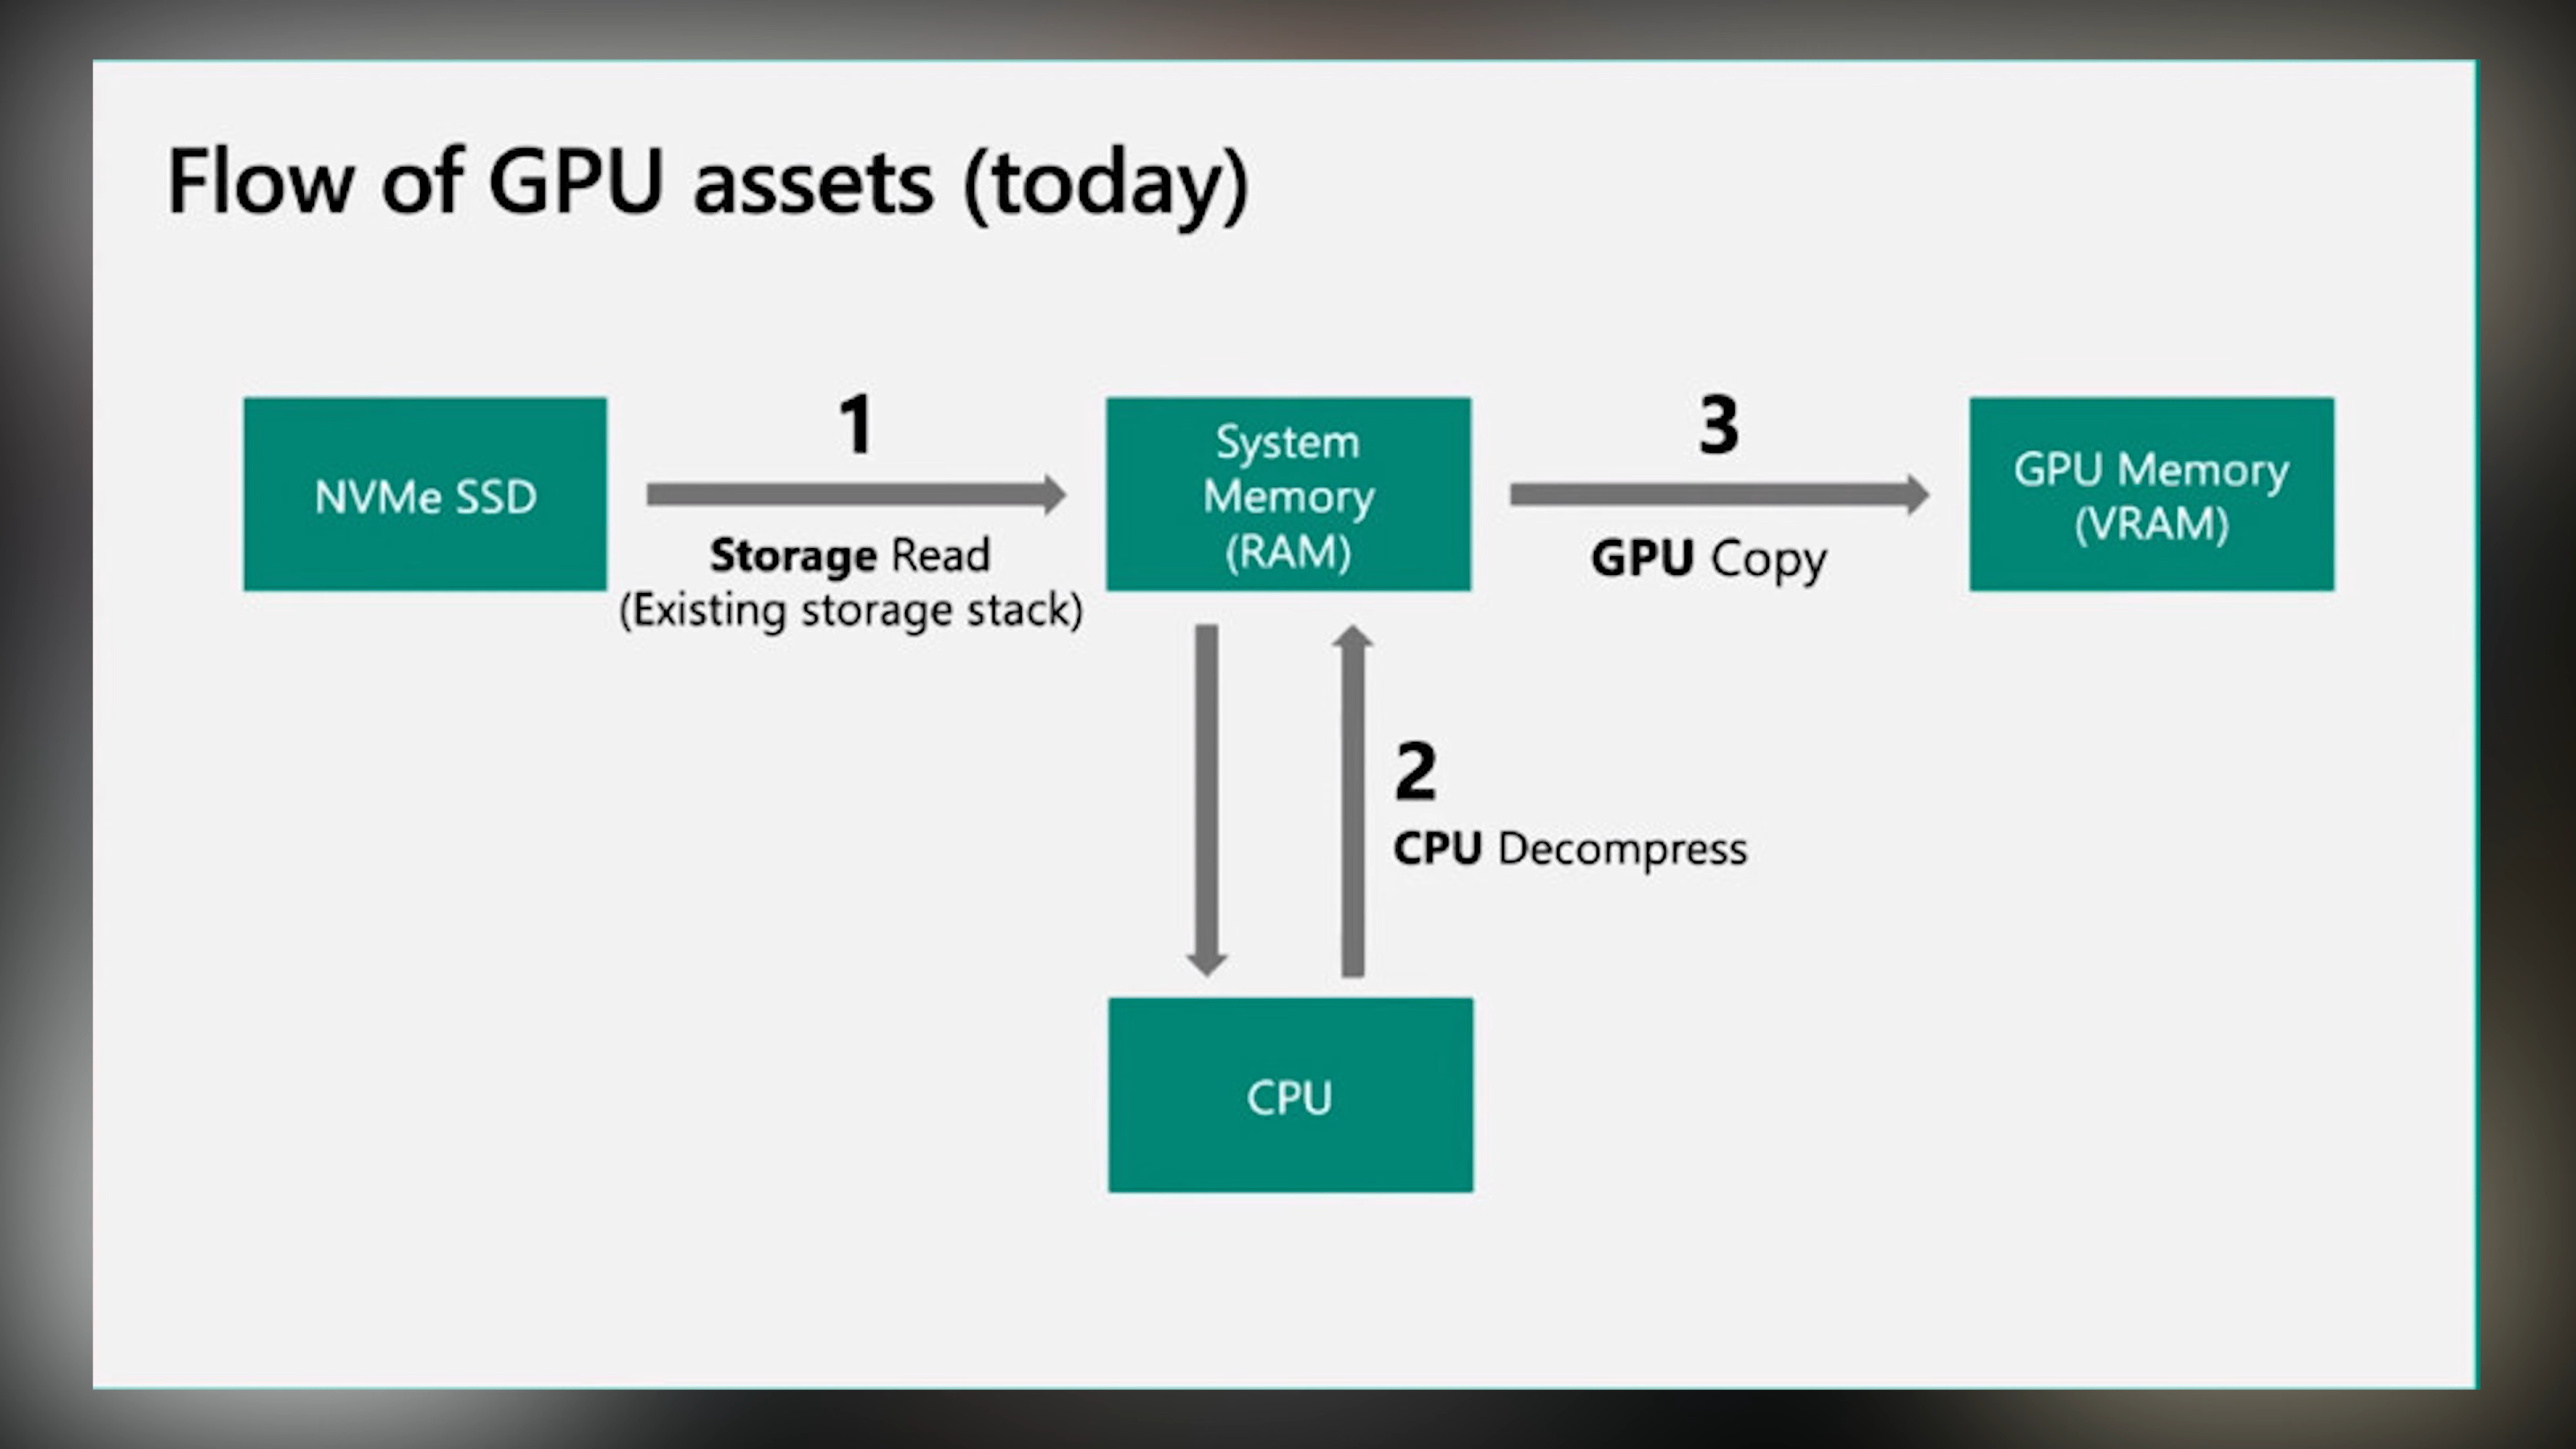 Flow of GPU assets (today)
NVMe SSD
1
Storage Read
(Existing storage stack)
System
Memory
(RAM)
3
GPU Copy
GPU Memory
(VRAM)
2
CPU Decompress
CPU